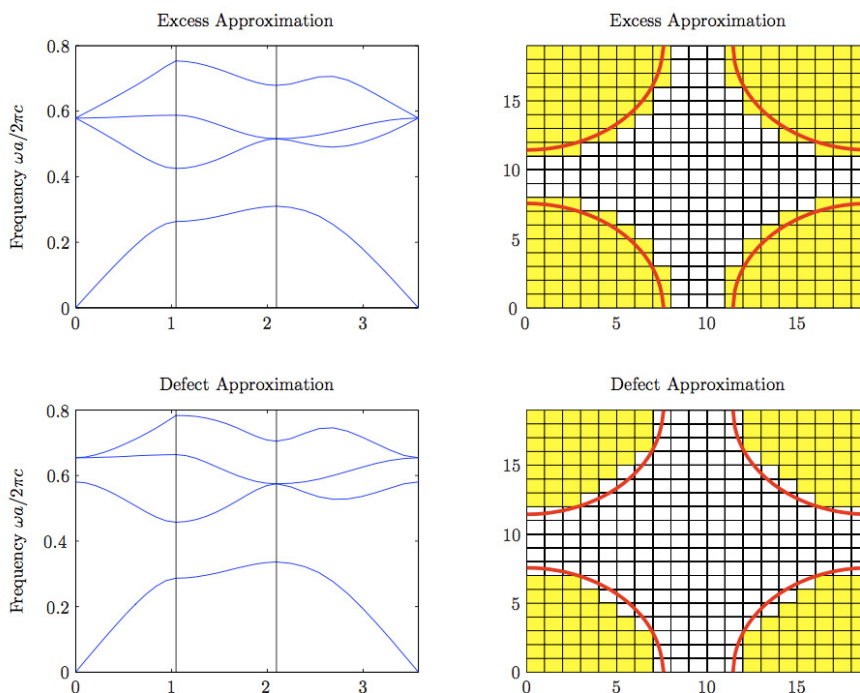 Excess Approximation
Excess Approximation
0.8
0.6
0.4
0.2
0
Frequency ωa/2πc
0 1 2 3
15
10
5
0
0 5 10 15
Defect Approximation
Defect Approximation
0.8
0.6
0.4
0.2
0
Frequency ωa/2πc
0 1 2 3
15
10
5
0
0 5 10 15